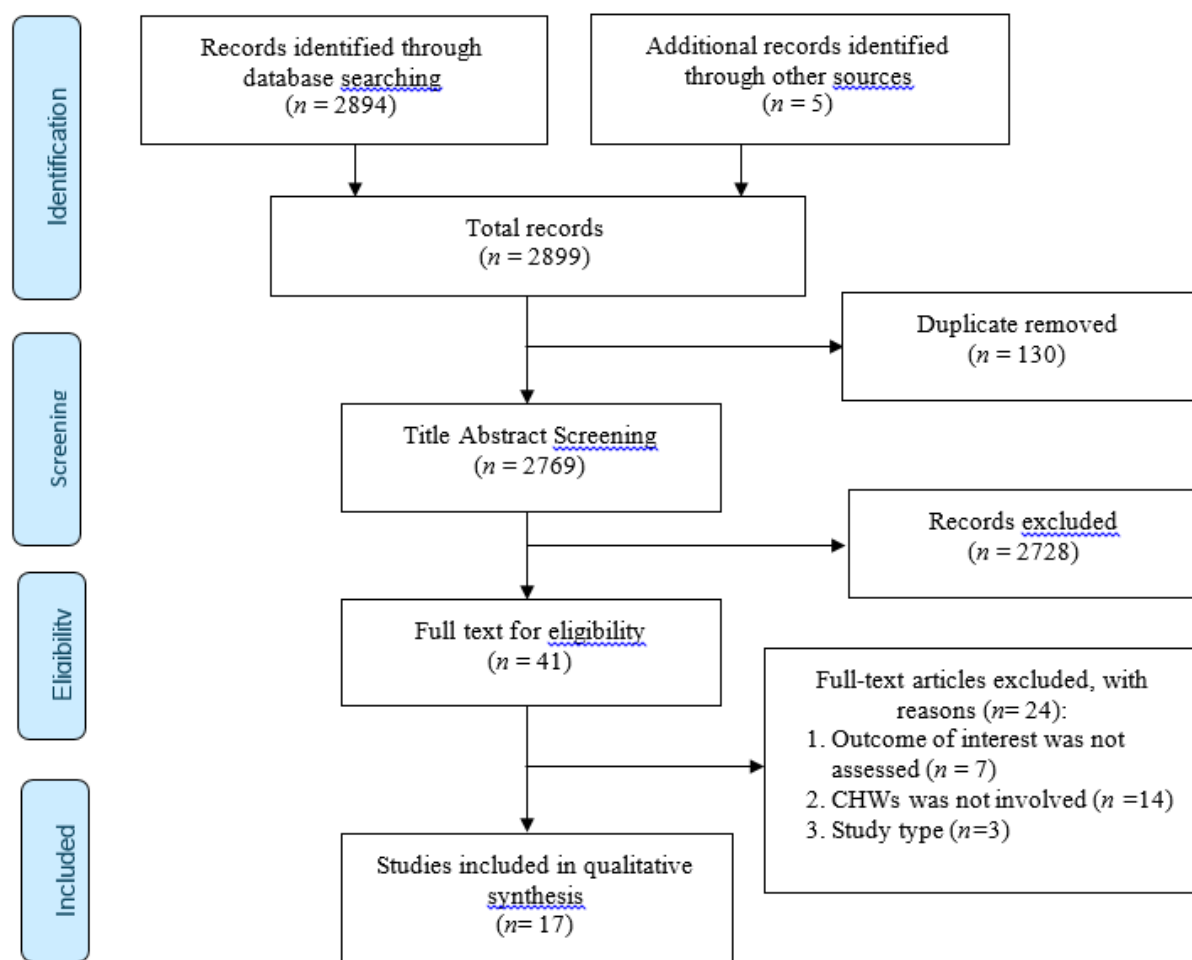 Identification
Records identified through
database searching
(n = 2894)
Additional records identified
through other sources
(n = 5)
Total records
(n = 2899)
Duplicate removed
(n = 130)
Screening
Title Abstract Screening
(n = 2769)
Records excluded
(n = 2728)
Eligibility
Full text for eligibility
(n = 41)
Full-text articles excluded, with
reasons (n= 24):
1. Outcome of interest was not
assessed (n = 7)
2. CHWs was not involved (n =14)
3. Study type (n=3)
Included
Studies included in qualitative
synthesis
(n= 17)